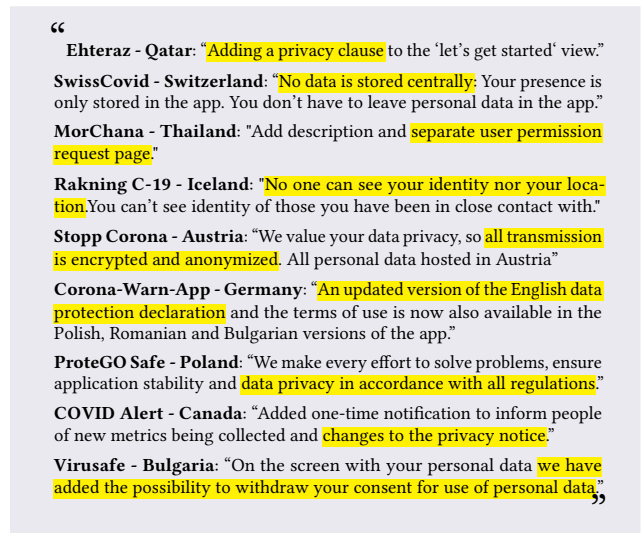 “
Ehteraz - Qatar: “Adding a privacy clause to the ‘let’s get started‘ view.”
SwissCovid - Switzerland: “No data is stored centrally: Your presence is
only stored in the app. You don’t have to leave personal data in the app.”
MorChana - Thailand: "Add description and separate user permission
request page."
Rakning C-19 - Iceland: "No one can see your identity nor your loca-
tion.You can’t see identity of those you have been in close contact with."
Stopp Corona - Austria: “We value your data privacy, so all transmission
is encrypted and anonymized. All personal data hosted in Austria”
Corona-Warn-App - Germany: “An updated version of the English data
protection declaration and the terms of use is now also available in the
Polish, Romanian and Bulgarian versions of the app.”
ProteGO Safe - Poland: “We make every effort to solve problems, ensure
application stability and data privacy in accordance with all regulations.”
COVID Alert - Canada: “Added one-time notification to inform people
of new metrics being collected and changes to the privacy notice.”
Virusafe - Bulgaria: “On the screen with your personal data we have
added the possibility to withdraw your consent for use of personal data.”
”